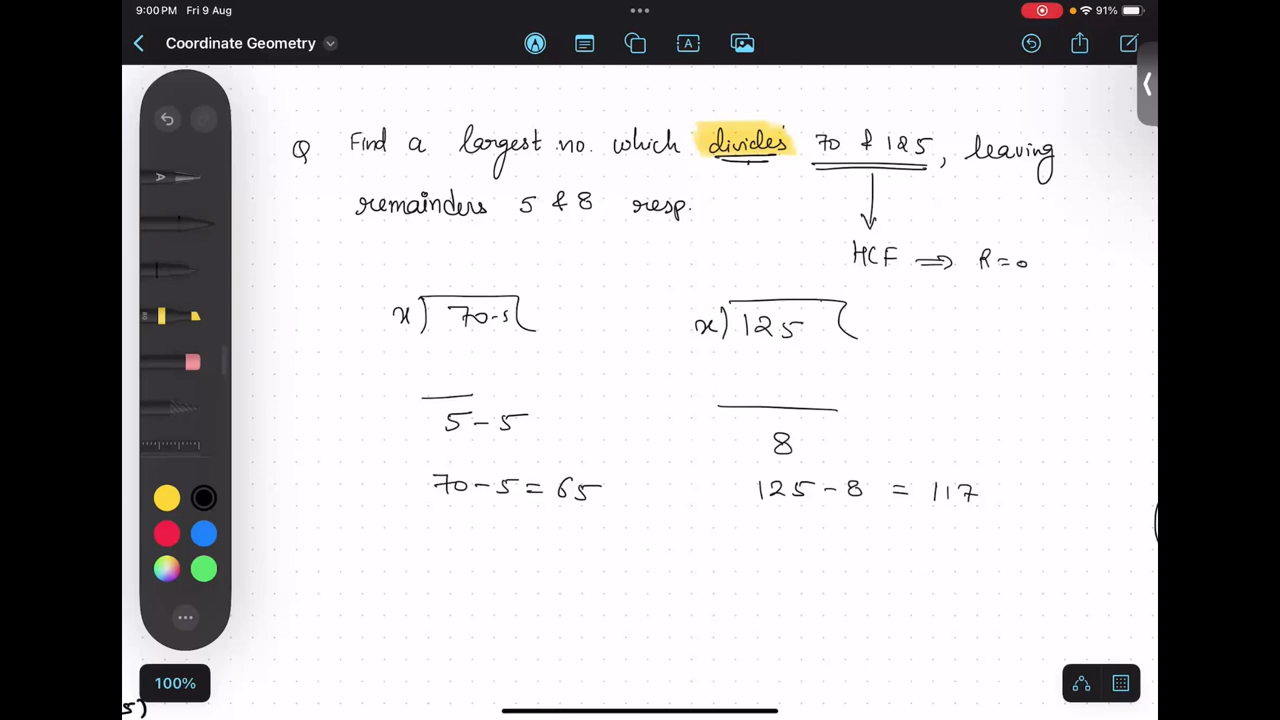 9:00 PM Fri 9 Aug
91%
Coordinate Geometry
Q Find a largest no. which divides 70 & 125, leaving
remainders 5 & 8 resp.
HCF ⟹ R=0
x) 70-5 (
x) 125 (
5-5
8
70-5 = 65
125-8 = 117
100%
5)